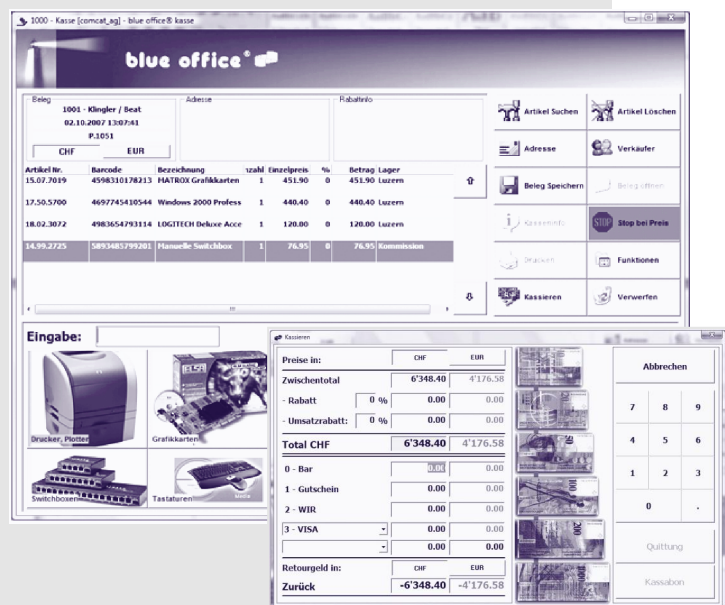 1000 - Kasse [comcat_ag] - blue office® kasse
blue office®
Beleg
Adresse
Rabattinfo
1001 - Klingler / Beat
02.10.2007 13:07:41
P.1051
CHF EUR
Artikel Nr. Barcode Bezeichnung nzahl Einzelpreis % Betrag Lager
15.07.7019 4598310178213 MATROX Grafikkarten 1 451.90 0 451.90 Luzern
17.50.5700 4697745410544 Windows 2000 Profess 1 440.40 0 440.40 Luzern
18.02.3072 4983654793114 LOGITECH Deluxe Acce 1 120.00 0 120.00 Luzern
14.99.2725 5893485799201 Manuelle Switchbox 1 76.95 0 76.95 Kommission
Artikel Suchen Artikel Löschen
Adresse Verkäufer
Beleg Speichern Beleg öffnen
Kasseninfo STOP Stop bei Preis
Drucken Funktionen
Kassieren Verwerfen
Eingabe:
Drucker, Plotter
ELSA
Grafikkarten
Switchboxen
Tastaturen
Kassieren
Preise in: CHF EUR
Zwischentotal 6'348.40 4'176.58
- Rabatt 0 % 0.00 0.00
- Umsatzrabatt: 0 % 0.00 0.00
Total CHF 6'348.40 4'176.58
0 - Bar 0.00 0.00
1 - Gutschein 0.00 0.00
2 - WIR 0.00 0.00
3 - VISA 0.00 0.00
0.00 0.00
Retourgeld in: CHF EUR
Zurück -6'348.40 -4'176.58
50
100
200
1000
Abbrechen
7 8 9
4 5 6
1 2 3
0 .
Quittung
Kassabon